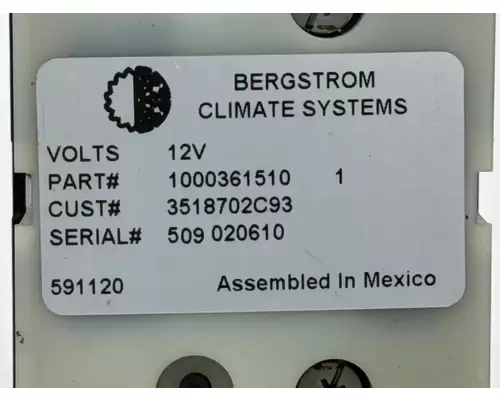 BERGSTROM
CLIMATE SYSTEMS
VOLTS 12V
PART# 1000361510 1
CUST# 3518702C93
SERIAL# 509 020610
591120 Assembled In Mexico